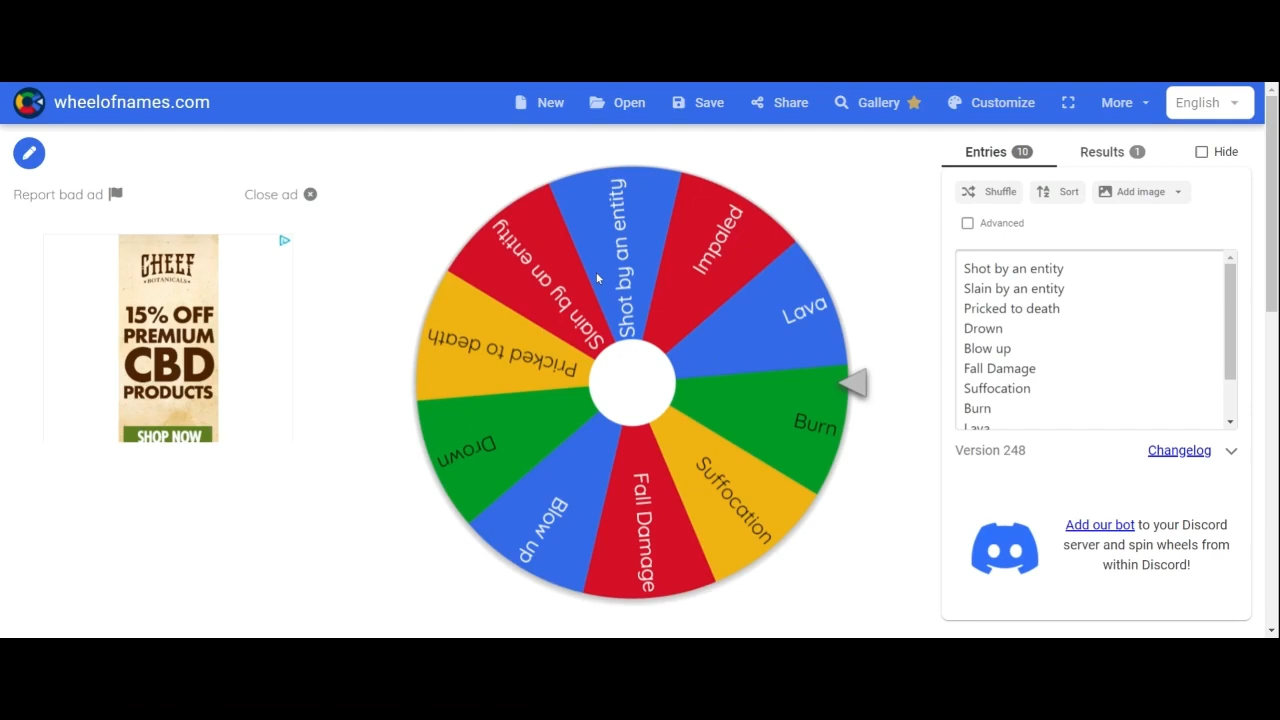 wheelofnames.com
New
Open
Save
Share
Gallery
Customize
More
English
Report bad ad
Close ad
CHEEF
BOTANICALS
15% OFF
PREMIUM
CBD
PRODUCTS
SHOP NOW
Shot by an entity
Impaled
Lava
Burn
Suffocation
Fall Damage
Blow up
Drown
Pricked to death
Slain by an entity
Entries 10
Results 1
Hide
Shuffle
Sort
Add image
Advanced
Shot by an entity
Slain by an entity
Pricked to death
Drown
Blow up
Fall Damage
Suffocation
Burn
Lava
Version 248
Changelog
Add our bot to your Discord
server and spin wheels from
within Discord!